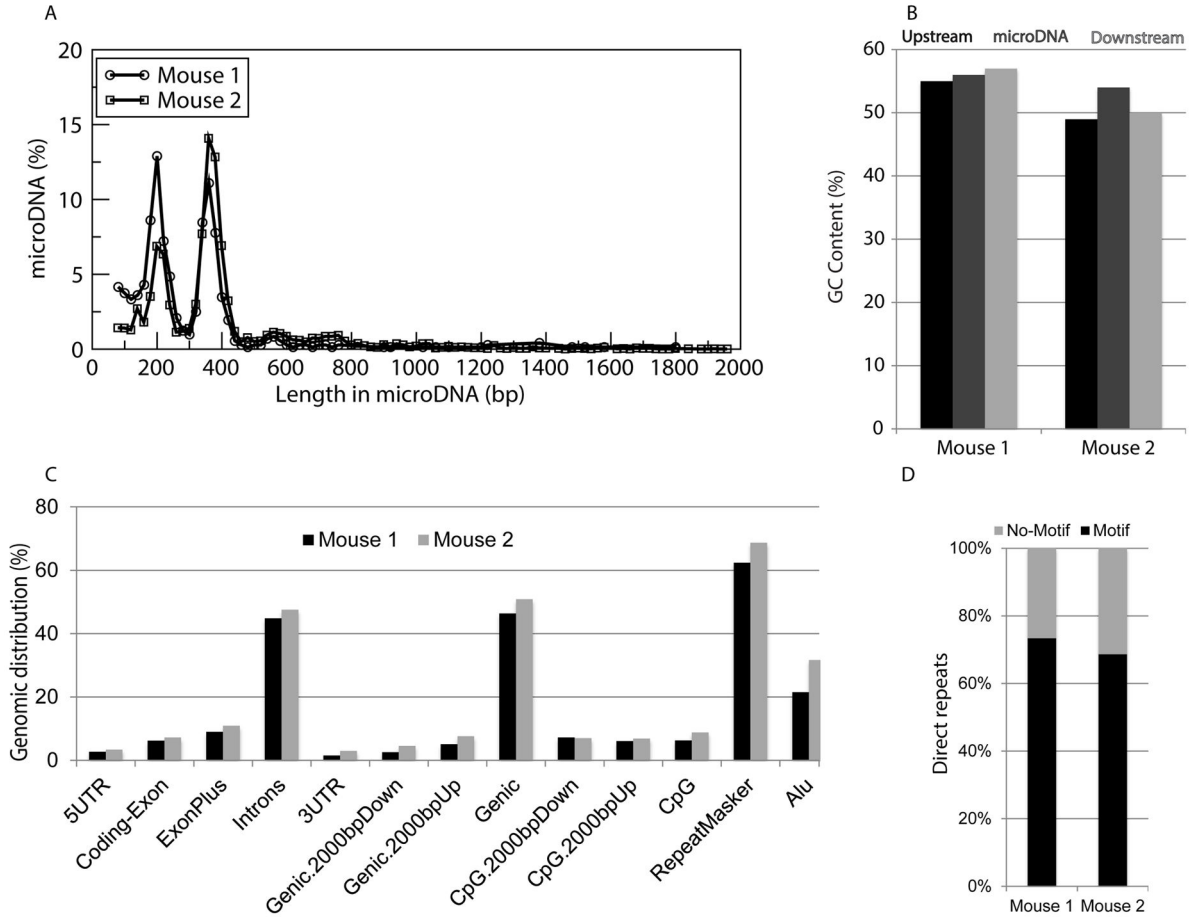 A
20
15
10
5
0
microDNA (%)
Mouse 1
Mouse 2
0 200 400 600 800 1000 1200 1400 1600 1800 2000
Length in microDNA (bp)
B
Upstream microDNA Downstream
60
50
40
30
20
10
0
GC Content (%)
Mouse 1 Mouse 2
C
80
60
40
20
0
Genomic distribution (%)
Mouse 1 Mouse 2
5UTR
Coding-Exon
ExonPlus
Introns
3UTR
Genic.2000bpDown
Genic.2000bpUp
Genic
CpG.2000bpDown
CpG.2000bpUp
CpG
RepeatMasker
Alu
D
No-Motif Motif
100%
80%
60%
40%
20%
0%
Direct repeats
Mouse 1 Mouse 2